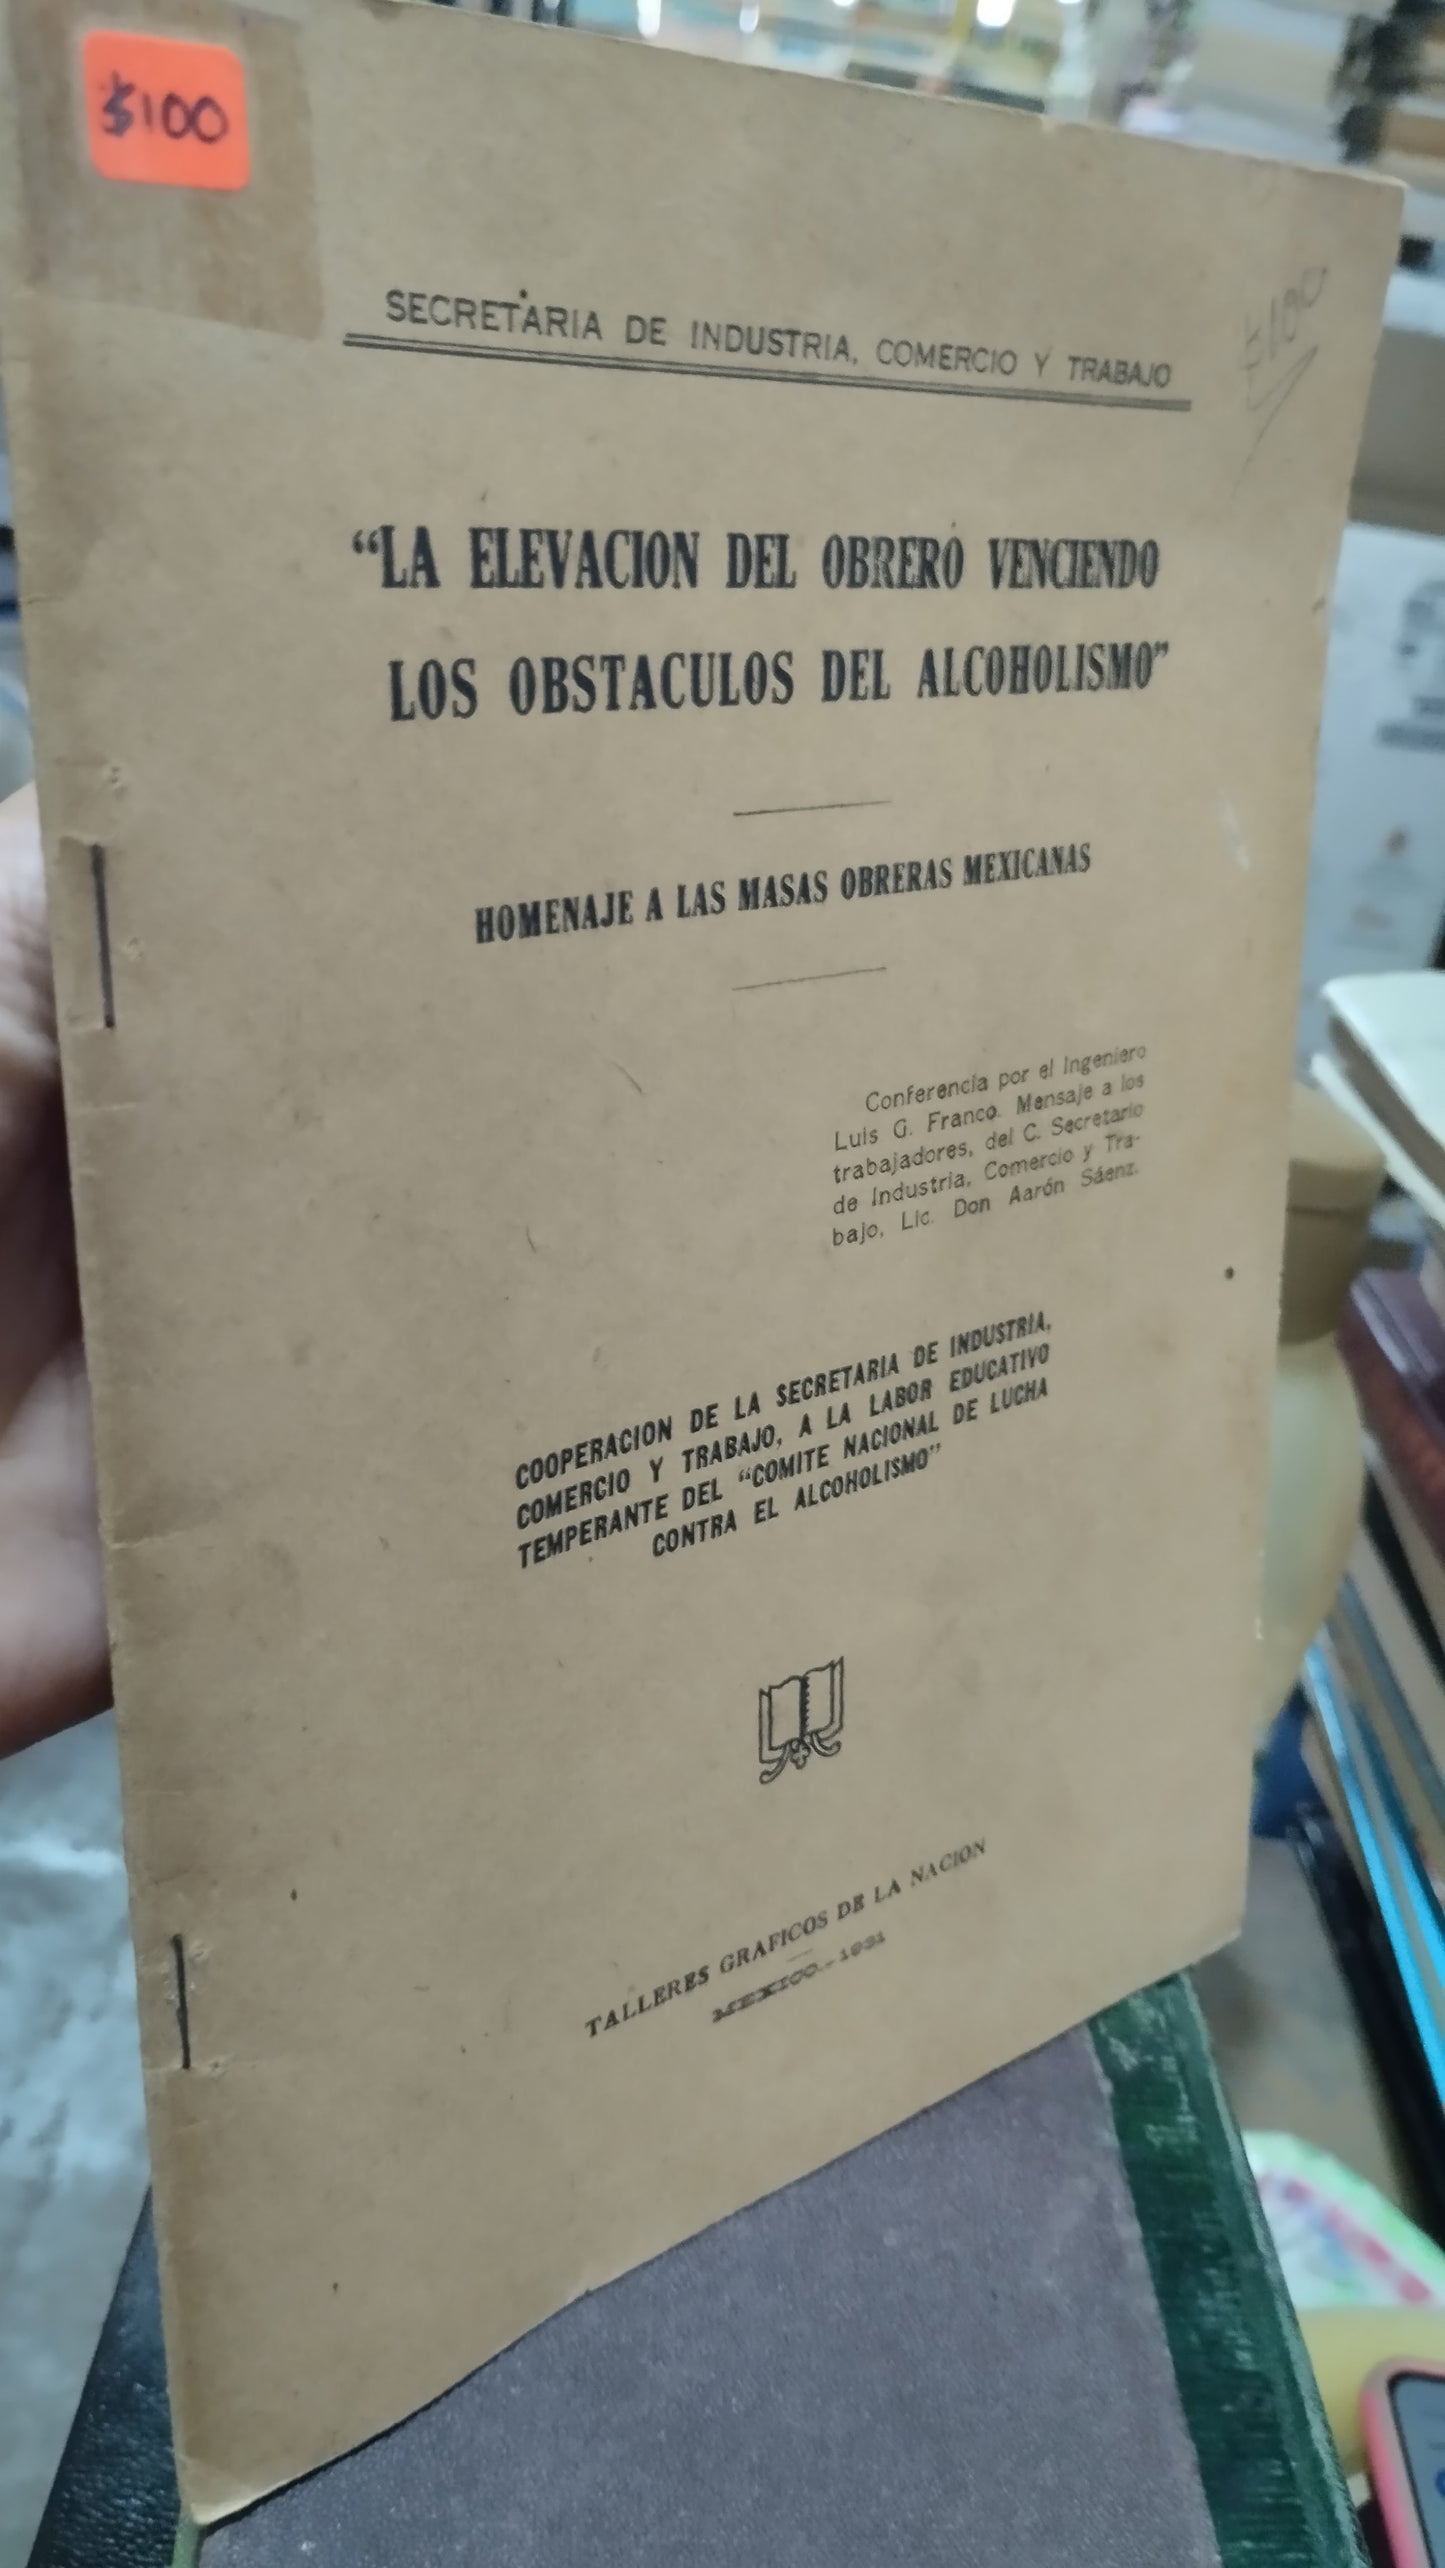 $100
SECRETARIA DE INDUSTRIA, COMERCIO Y TRABAJO
$100
“LA ELEVACION DEL OBRERO VENCIENDO
LOS OBSTACULOS DEL ALCOHOLISMO”
HOMENAJE A LAS MASAS OBRERAS MEXICANAS
Conferencia por el Ingeniero
Luis G. Franco. Mensaje a los
trabajadores, del C. Secretario
de Industria, Comercio y Tra-
bajo, Lic. Don Aarón Sáenz.
COOPERACION DE LA SECRETARIA DE INDUSTRIA,
COMERCIO Y TRABAJO, A LA LABOR EDUCATIVO
TEMPERANTE DEL “COMITE NACIONAL DE LUCHA
CONTRA EL ALCOHOLISMO”
TALLERES GRAFICOS DE LA NACION
MEXICO.-1931